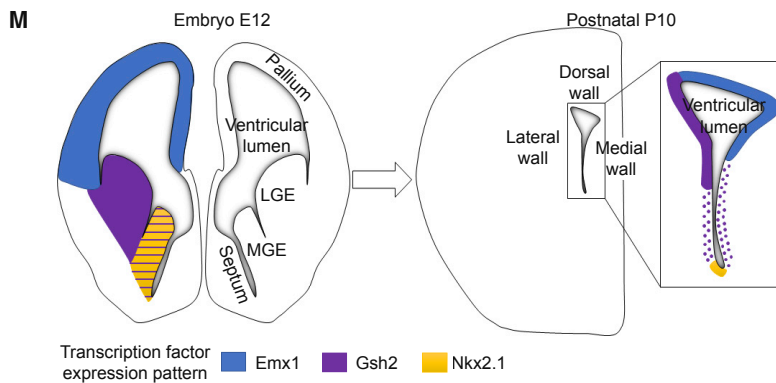 M
Embryo E12
Postnatal P10
Pallium
Ventricular
lumen
LGE
MGE
Septum
Dorsal
wall
Lateral
wall
Medial
wall
Ventricular
lumen
Transcription factor
expression pattern
Emx1
Gsh2
Nkx2.1